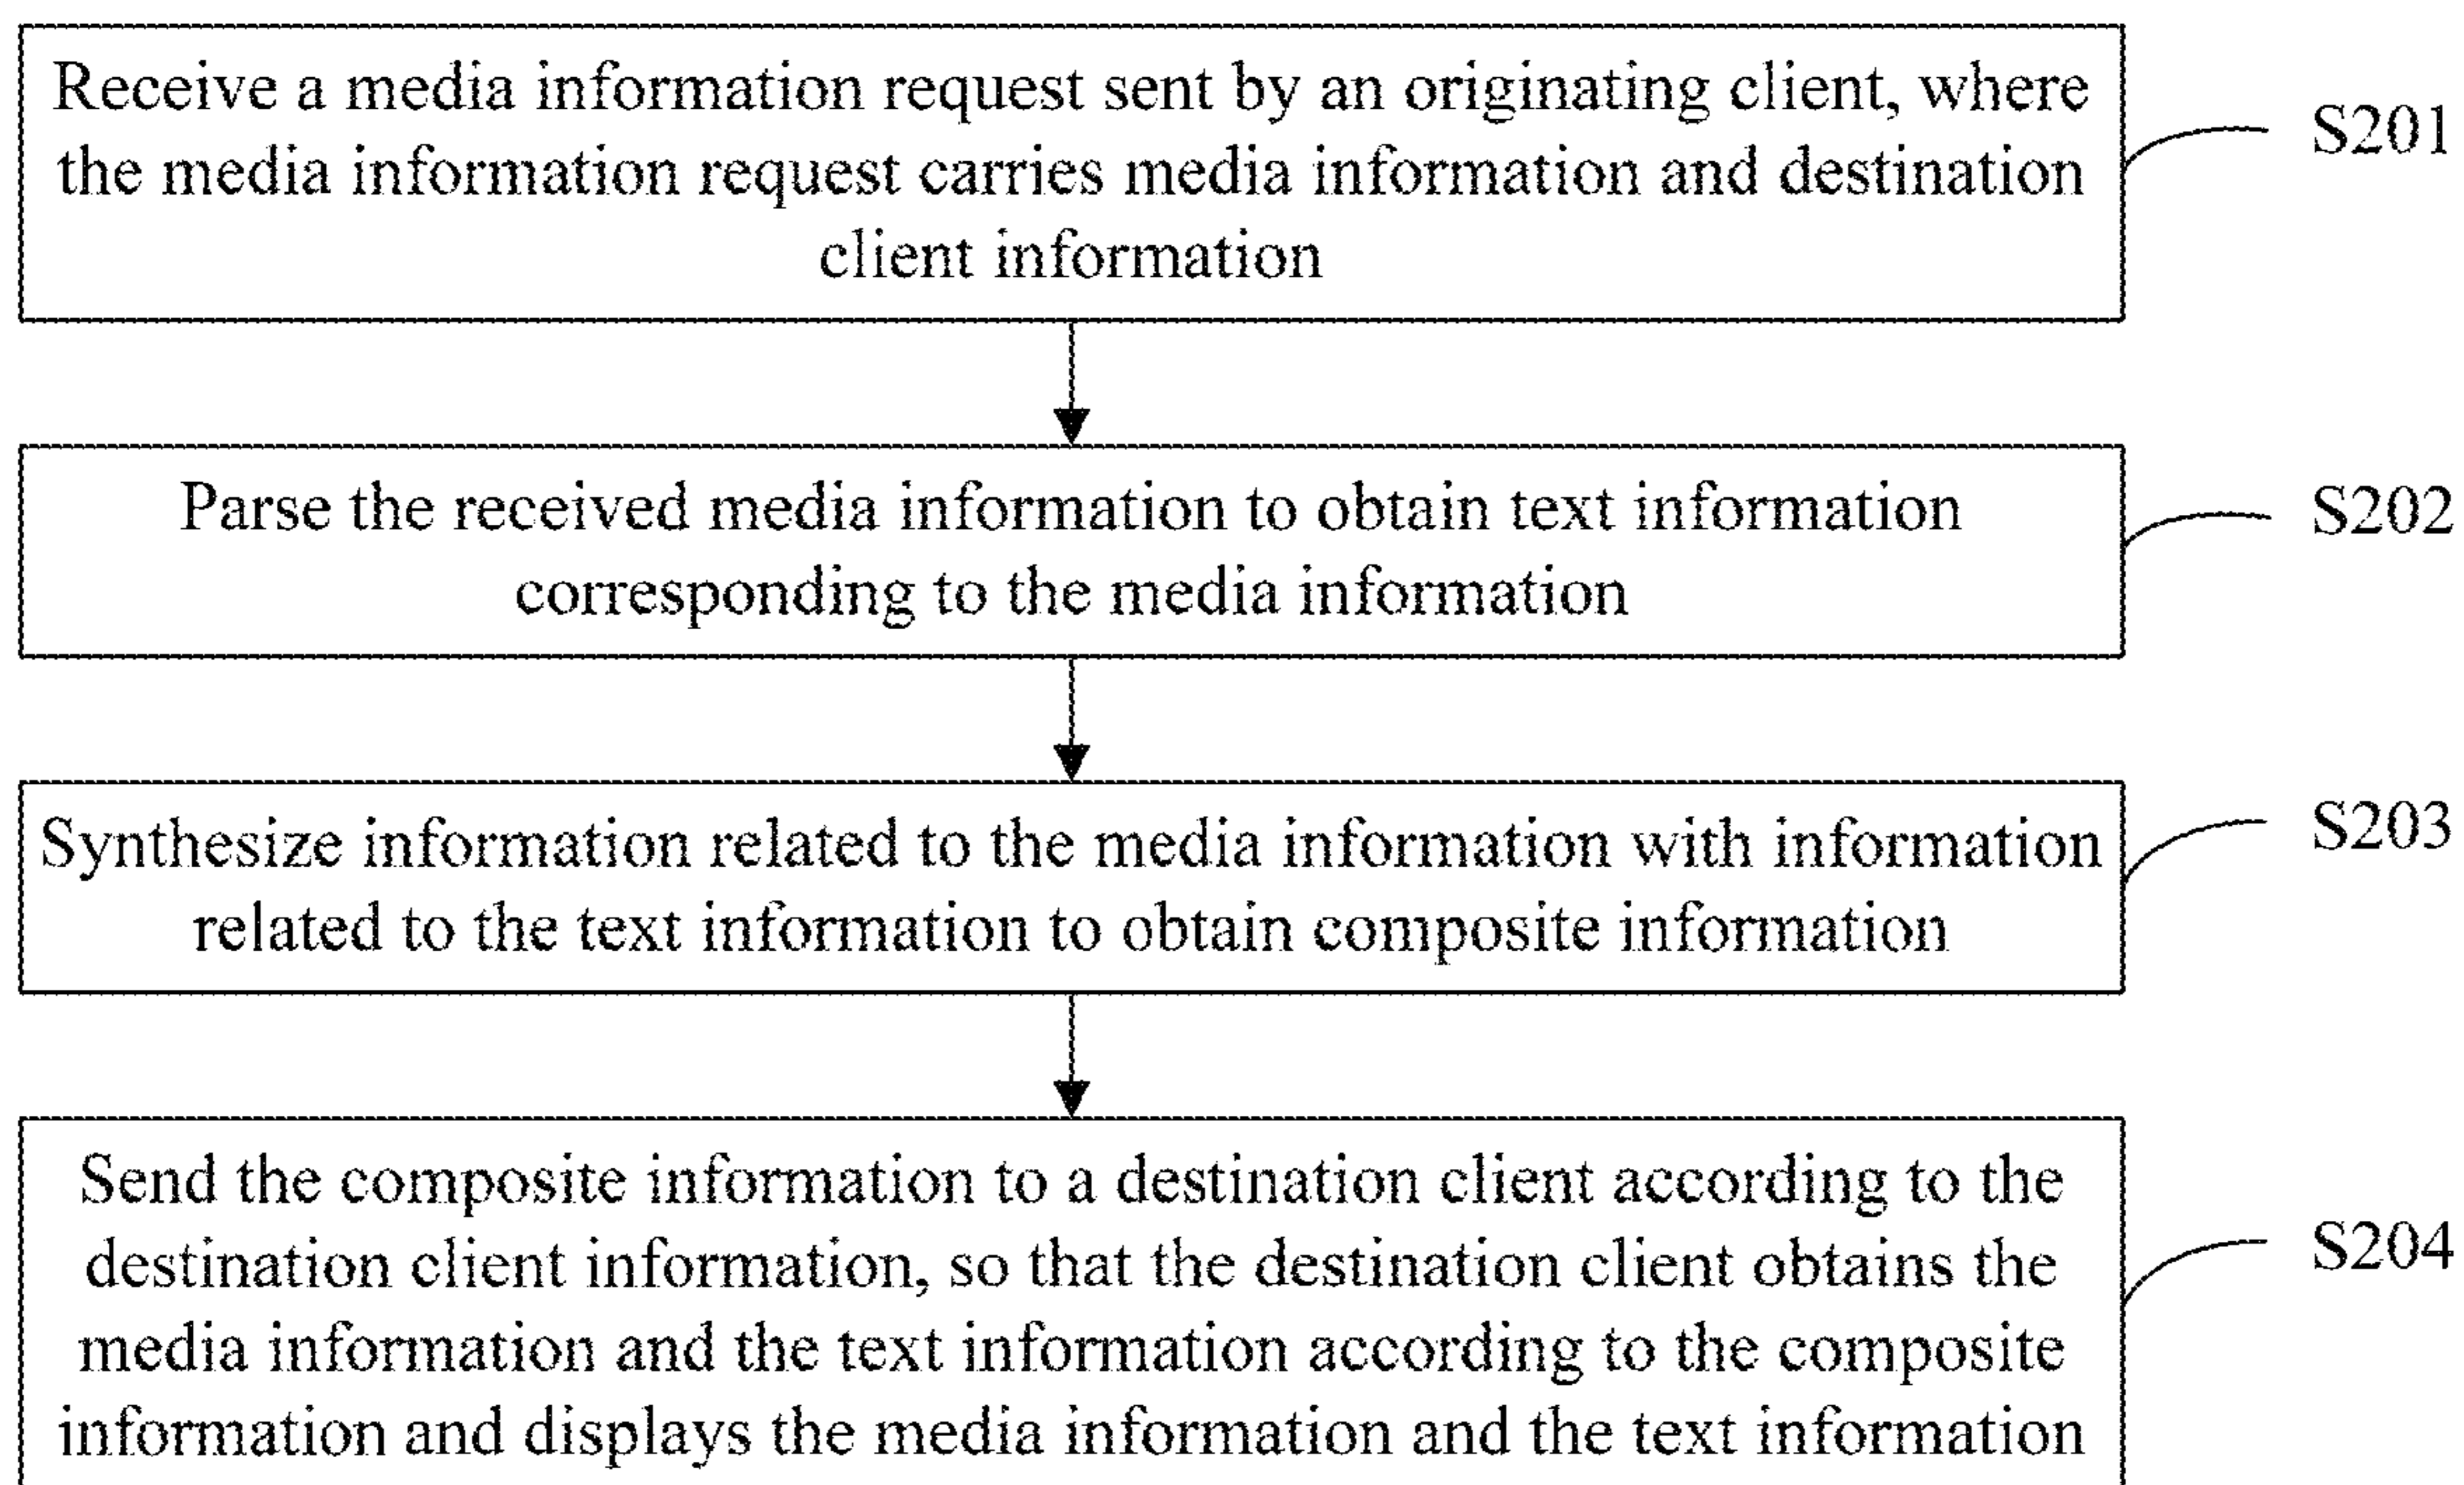 Receive a media information request sent by an originating client, where
the media information request carries media information and destination
client information
S201
Parse the received media information to obtain text information
corresponding to the media information
S202
Synthesize information related to the media information with information
related to the text information to obtain composite information
S203
Send the composite information to a destination client according to the
destination client information, so that the destination client obtains the
media information and the text information according to the composite
information and displays the media information and the text information
S204